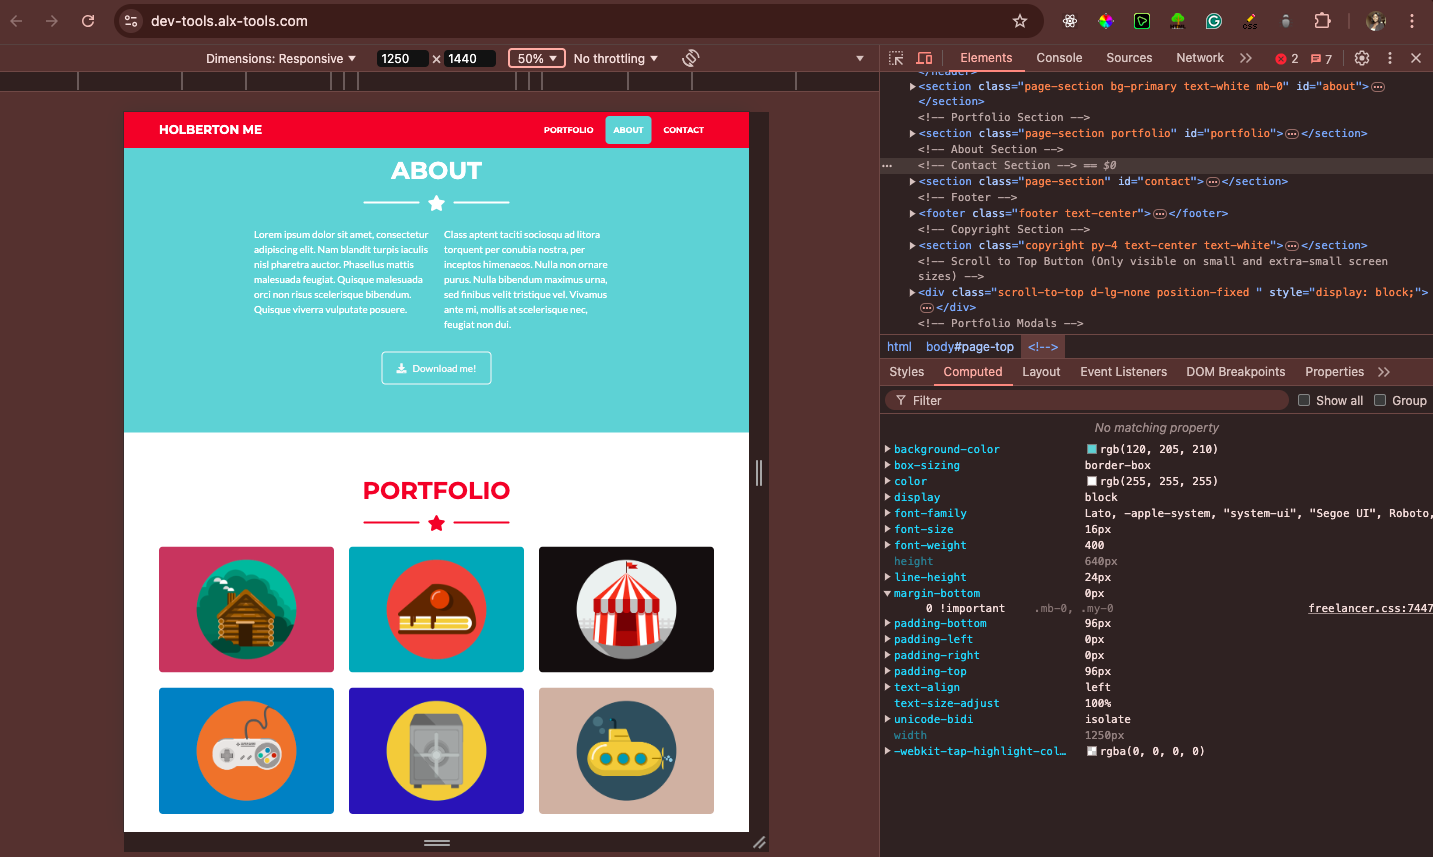 dev-tools.alx-tools.com
Dimensions: Responsive 1250 × 1440 50% No throttling
HOLBERTON ME PORTFOLIO ABOUT CONTACT
ABOUT
Lorem ipsum dolor sit amet, consectetur
adipiscing elit. Nam blandit turpis iaculis
nisl pharetra auctor. Phasellus mattis
malesuada feugiat. Quisque malesuada
orci non risus scelerisque bibendum.
Quisque viverra vulputate posuere.
Class aptent taciti sociosqu ad litora
torquent per conubia nostra, per
inceptos himenaeos. Nulla non ornare
purus. Nulla bibendum maximus urna,
sed finibus velit tristique vel. Vivamus
ante mi, mollis at scelerisque nec,
feugiat non dui.
Download me!
PORTFOLIO
Elements Console Sources Network 2 7
</header>
<section class="page-section bg-primary text-white mb-0" id="about">
</section>
<!-- Portfolio Section -->
<section class="page-section portfolio" id="portfolio"> </section>
<!-- About Section -->
<!-- Contact Section --> == $0
<section class="page-section" id="contact"> </section>
<!-- Footer -->
<footer class="footer text-center"> </footer>
<!-- Copyright Section -->
<section class="copyright py-4 text-center text-white"> </section>
<!-- Scroll to Top Button (Only visible on small and extra-small screen
sizes) -->
<div class="scroll-to-top d-lg-none position-fixed " style="display: block;">
</div>
<!-- Portfolio Modals -->
html body#page-top <!-->
Styles Computed Layout Event Listeners DOM Breakpoints Properties
Filter Show all Group
No matching property
background-color rgb(120, 205, 210)
box-sizing border-box
color rgb(255, 255, 255)
display block
font-family Lato, -apple-system, "system-ui", "Segoe UI", Roboto,
font-size 16px
font-weight 400
height 640px
line-height 24px
margin-bottom 0px
0 !important .mb-0, .my-0 freelancer.css:7447
padding-bottom 96px
padding-left 0px
padding-right 0px
padding-top 96px
text-align left
text-size-adjust 100%
unicode-bidi isolate
width 1250px
-webkit-tap-highlight-col… rgba(0, 0, 0, 0)